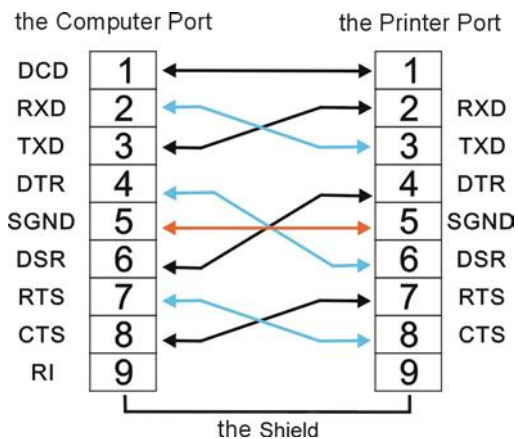 the Computer Port the Printer Port
DCD 1 1
RXD 2 2 RXD
TXD 3 3 TXD
DTR 4 4 DTR
SGND 5 5 SGND
DSR 6 6 DSR
RTS 7 7 RTS
CTS 8 8 CTS
RI 9 9
the Shield